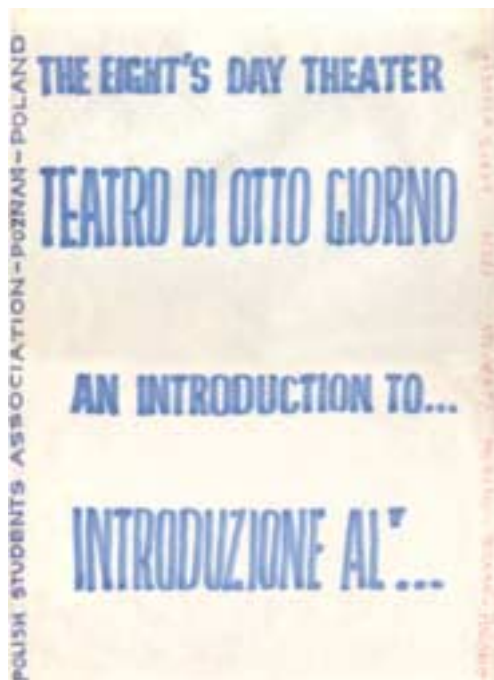 THE EIGHT'S DAY THEATER
TEATRO DI OTTO GIORNO
AN INTRODUCTION TO...
INTRODUZIONE AL"...
POLISH STUDENTS ASSOCIATION-POZNAN-POLAND